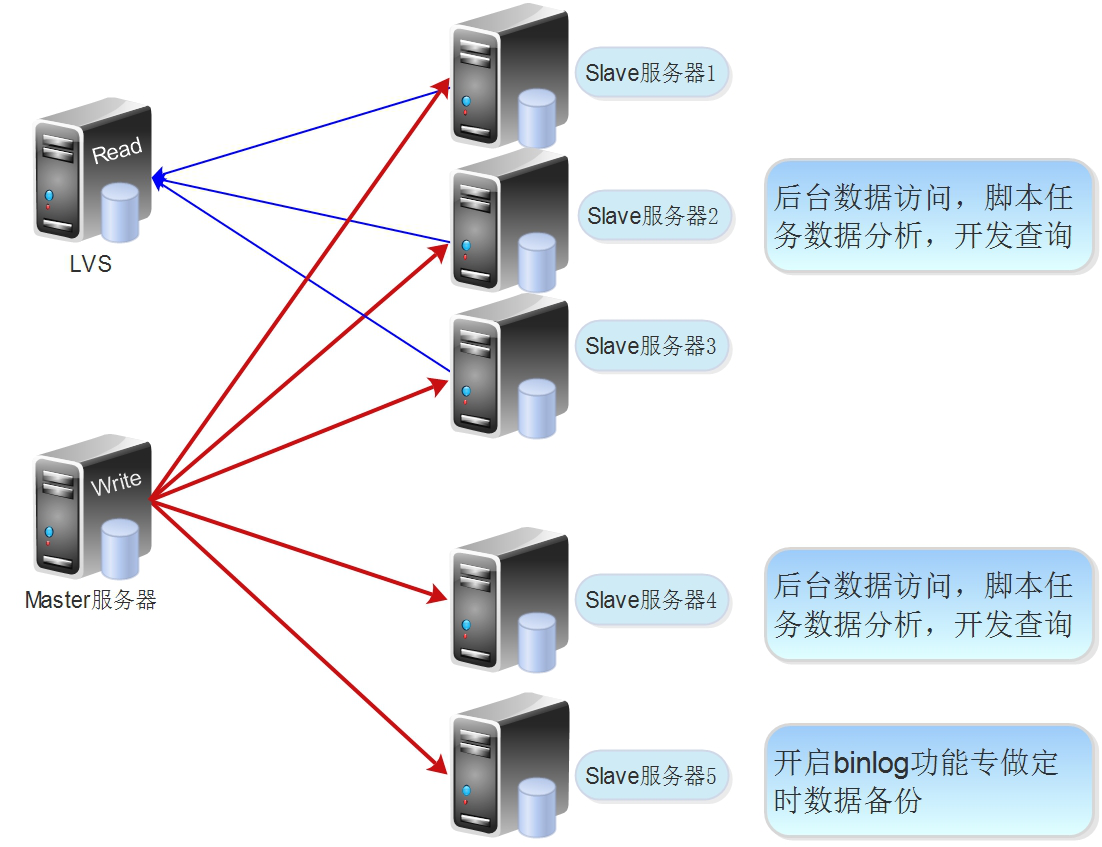 Slave服务器1
Read
后台数据访问，脚本任
务数据分析，开发查询
Slave服务器2
LVS
Slave服务器3
Write
Master服务器
Slave服务器4
后台数据访问，脚本任
务数据分析，开发查询
Slave服务器5
开启binlog功能专做定
时数据备份